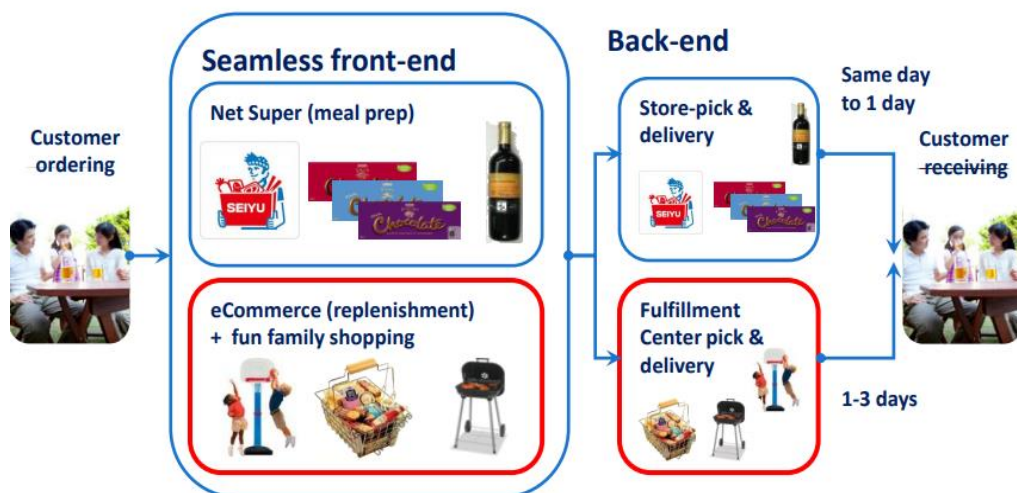 Seamless front-end
Back-end
Customer
ordering
Net Super (meal prep)
SEIYU
Chocolate
eCommerce (replenishment)
+ fun family shopping
Store-pick &
delivery
SEIYU
Chocolate
Fulfillment
Center pick &
delivery
Same day
to 1 day
Customer
receiving
1-3 days